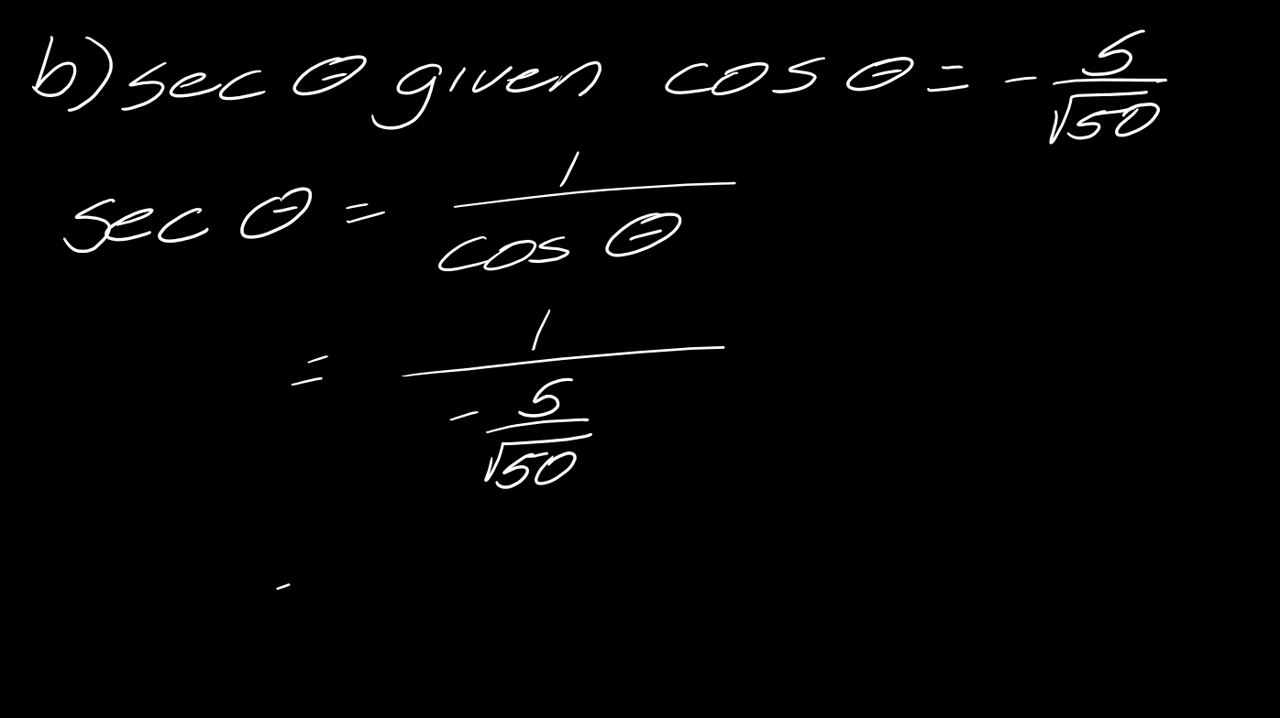 b) sec θ given cos θ = - 5/√50
sec θ = 1/cos θ
= 1/(- 5/√50)
-